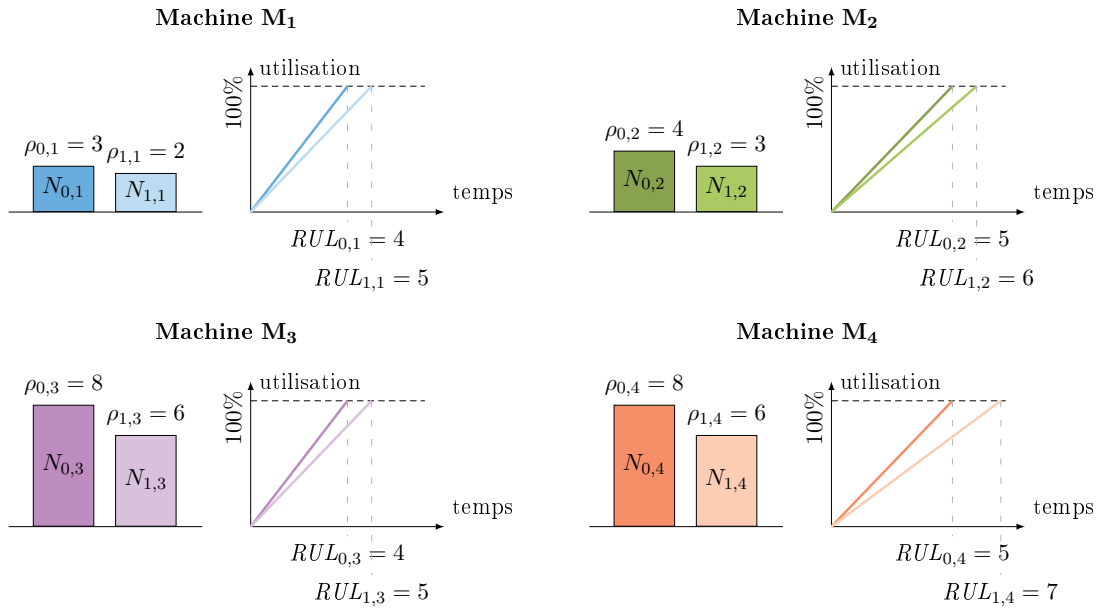 Machine M₁
utilisation
100%
ρ₀,₁ = 3
ρ₁,₁ = 2
N₀,₁
N₁,₁
temps
RUL₀,₁ = 4
RUL₁,₁ = 5
Machine M₂
utilisation
100%
ρ₀,₂ = 4
ρ₁,₂ = 3
N₀,₂
N₁,₂
temps
RUL₀,₂ = 5
RUL₁,₂ = 6
Machine M₃
utilisation
100%
ρ₀,₃ = 8
ρ₁,₃ = 6
N₀,₃
N₁,₃
temps
RUL₀,₃ = 4
RUL₁,₃ = 5
Machine M₄
utilisation
100%
ρ₀,₄ = 8
ρ₁,₄ = 6
N₀,₄
N₁,₄
temps
RUL₀,₄ = 5
RUL₁,₄ = 7